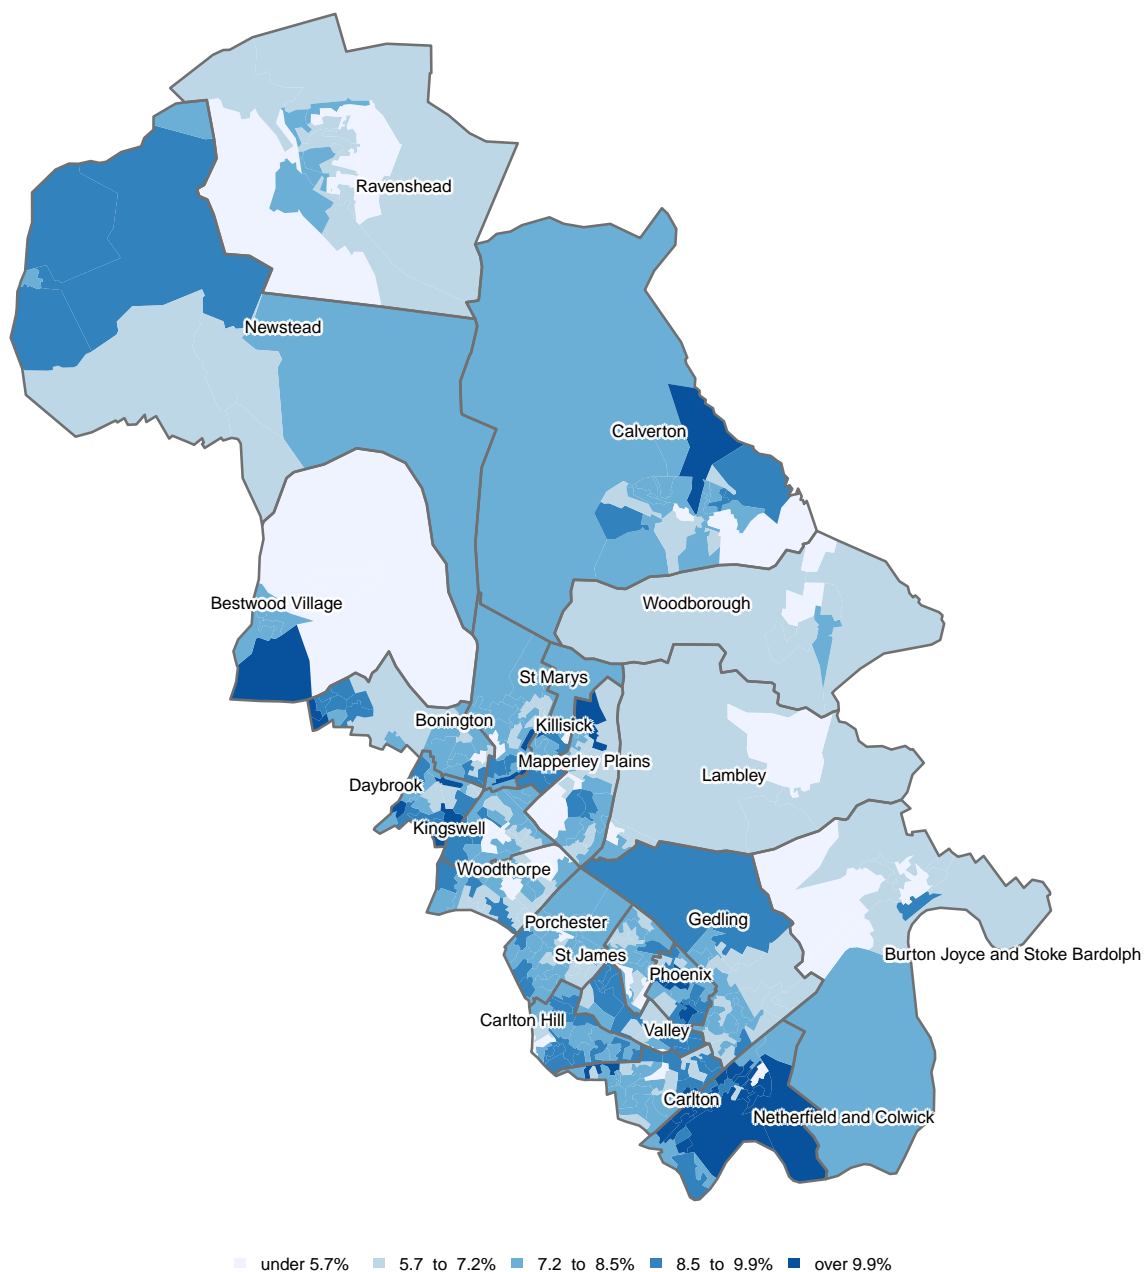 Ravenshead
Newstead
Calverton
Bestwood Village
Woodborough
St Marys
Bonington
Killisick
Mapperley Plains
Lambley
Daybrook
Kingswell
Woodthorpe
Porchester
Gedling
St James
Burton Joyce and Stoke Bardolph
Phoenix
Carlton Hill
Valley
Carlton
Netherfield and Colwick
under 5.7% 5.7 to 7.2% 7.2 to 8.5% 8.5 to 9.9% over 9.9%